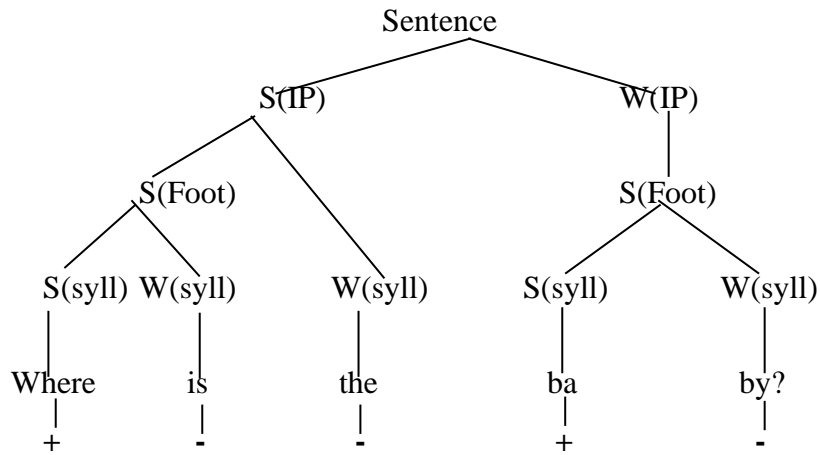 Sentence
S(IP) W(IP)
S(Foot) S(Foot)
S(syll) W(syll) W(syll) S(syll) W(syll)
Where is the ba by?
+ - - + -